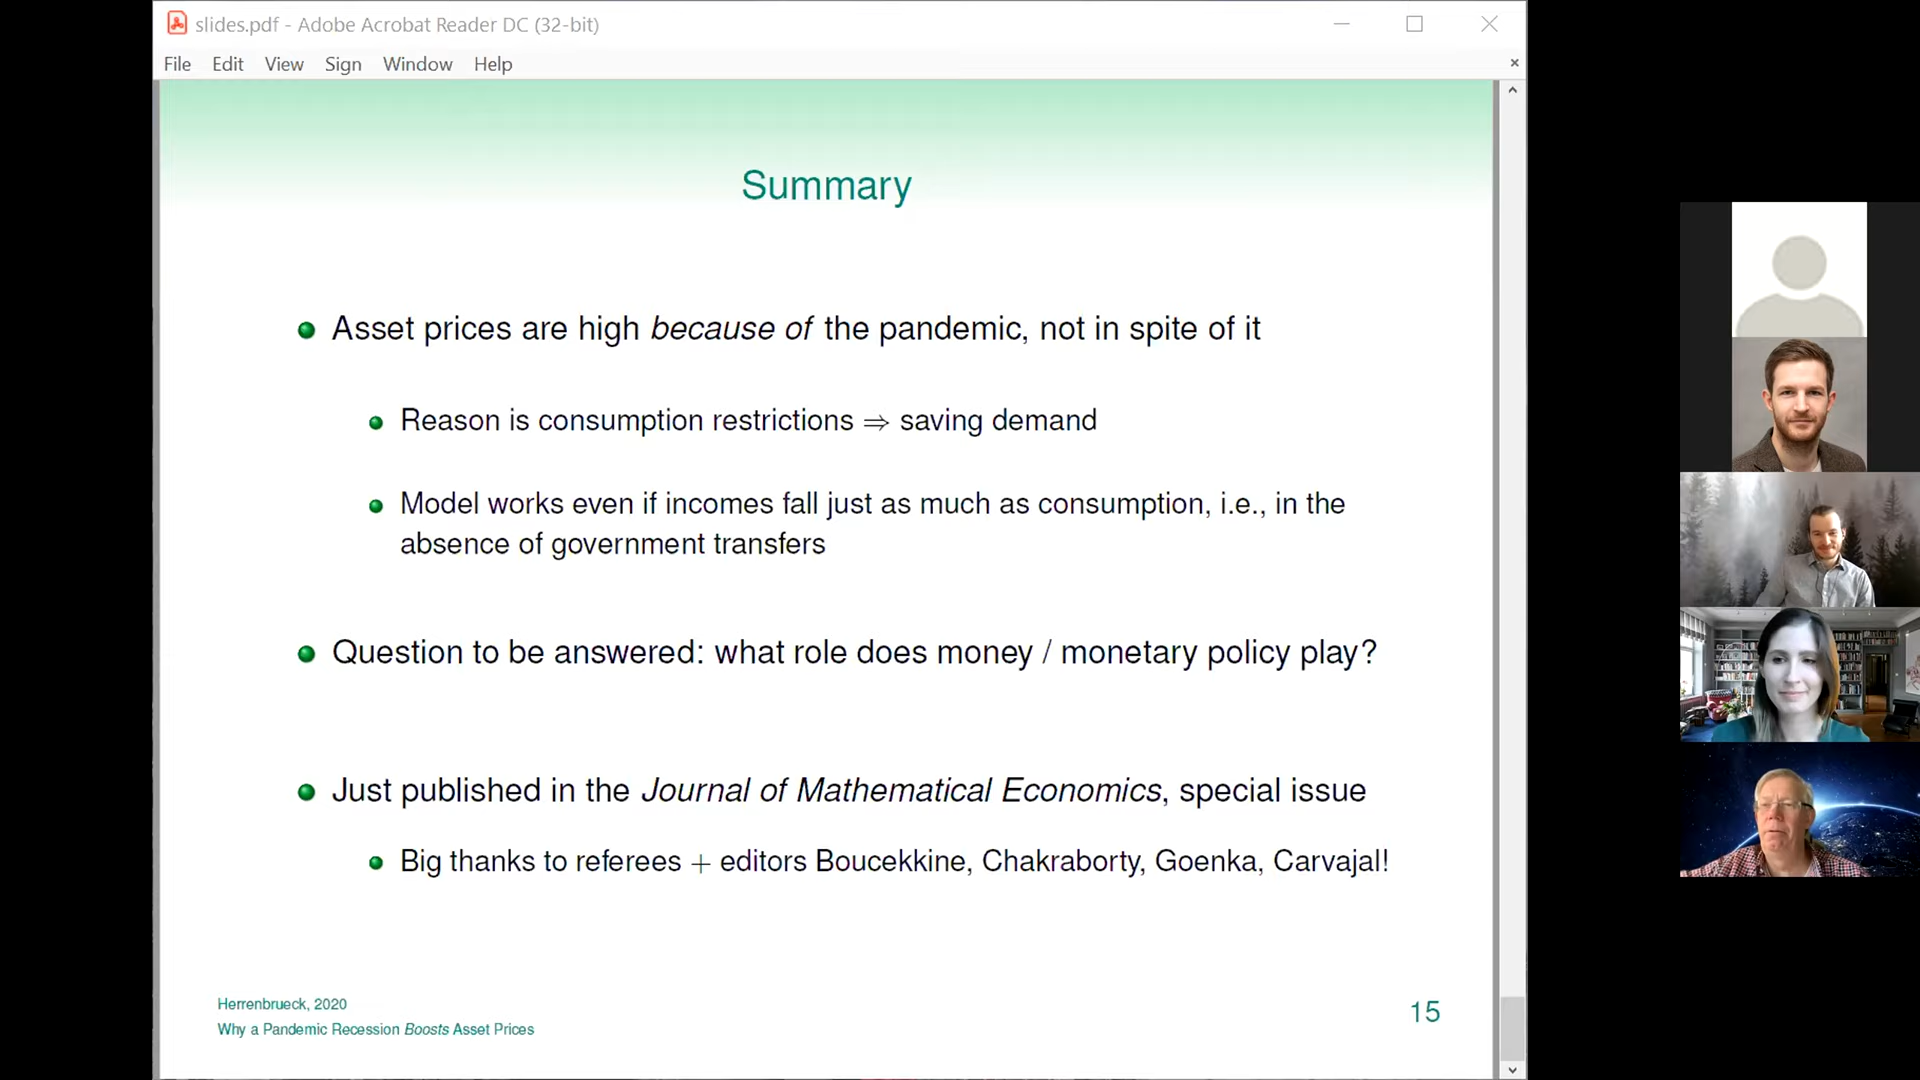 slides.pdf - Adobe Acrobat Reader DC (32-bit)
File Edit View Sign Window Help
Summary
Asset prices are high because of the pandemic, not in spite of it
Reason is consumption restrictions ⇒ saving demand
Model works even if incomes fall just as much as consumption, i.e., in the
absence of government transfers
Question to be answered: what role does money / monetary policy play?
Just published in the Journal of Mathematical Economics, special issue
Big thanks to referees + editors Boucekkine, Chakraborty, Goenka, Carvajal!
Herrenbrueck, 2020
Why a Pandemic Recession Boosts Asset Prices
15